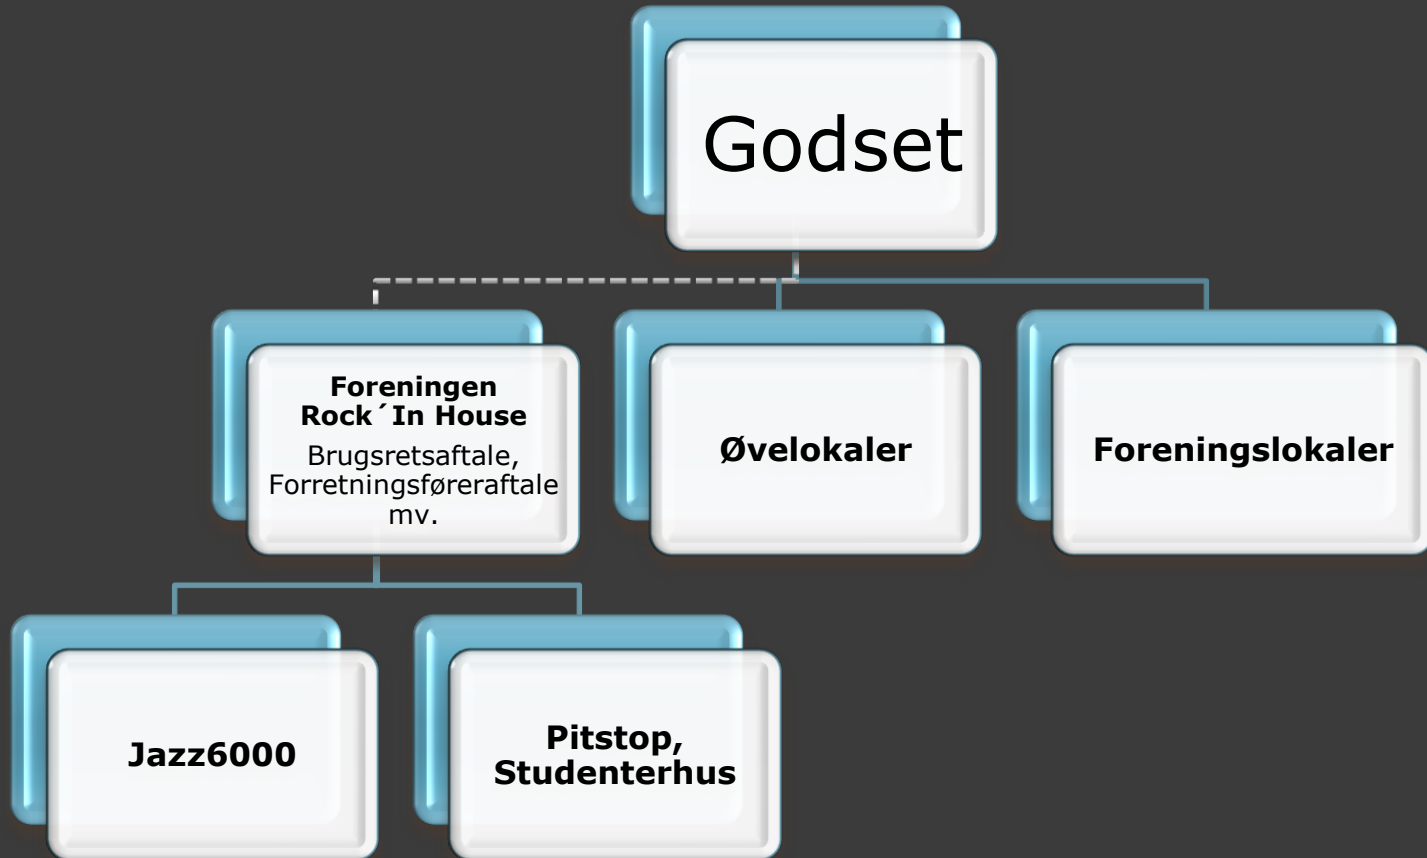 Godset
Foreningen
Rock´In House
Brugsretsaftale,
Forretningsføreraftale
mv.
Øvelokaler
Foreningslokaler
Jazz6000
Pitstop,
Studenterhus